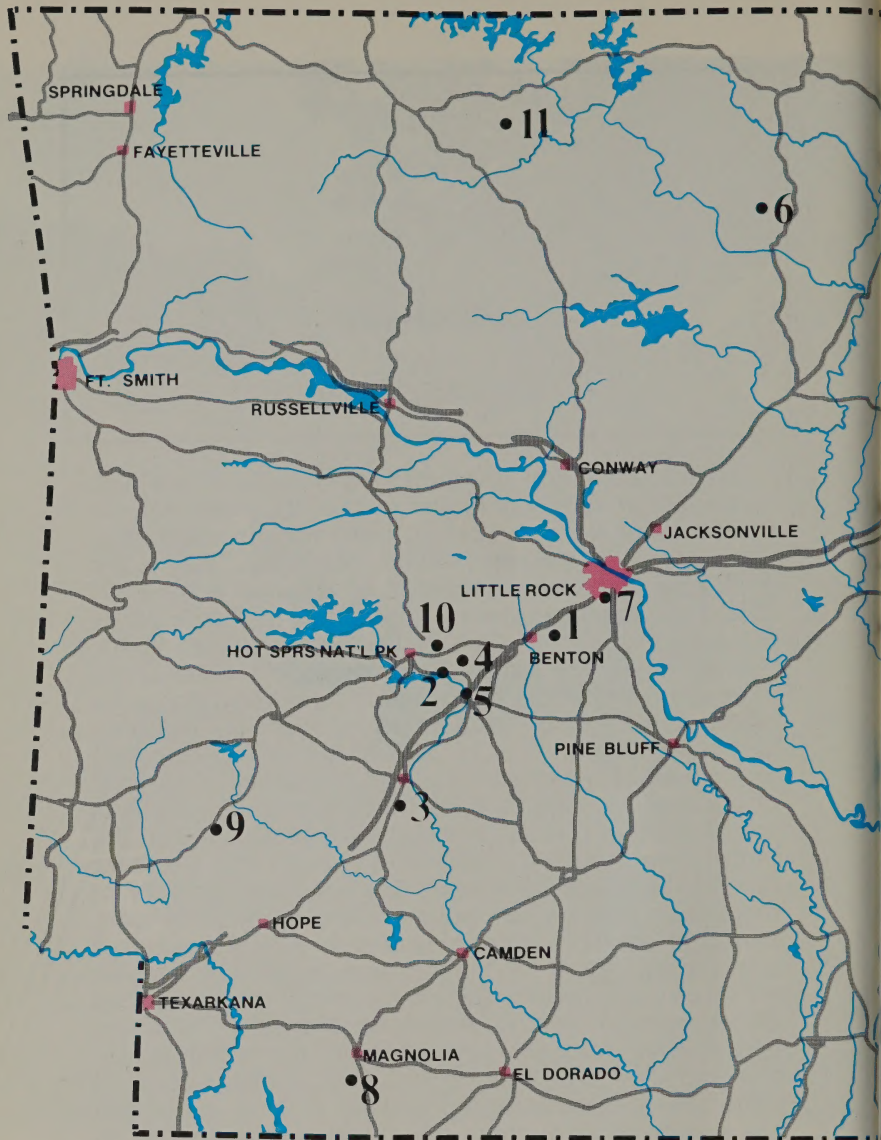 SPRINGDALE
11
FAYETTEVILLE
6
FT. SMITH
RUSSELLVILLE
CONWAY
JACKSONVILLE
LITTLE ROCK
7
1
10
HOT SPRS NAT'L PK
4
BENTON
2
5
PINE BLUFF
3
9
HOPE
CAMDEN
TEXARKANA
MAGNOLIA
EL DORADO
8